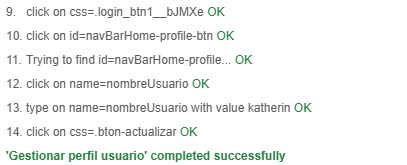 9. click on css=.login_btn1__bJMXe OK
10. click on id=navBarHome-profile-btn OK
11. Trying to find id=navBarHome-profile... OK
12. click on name=nombreUsuario OK
13. type on name=nombreUsuario with value katherin OK
14. click on css=.bton-actualizar OK
'Gestionar perfil usuario' completed successfully